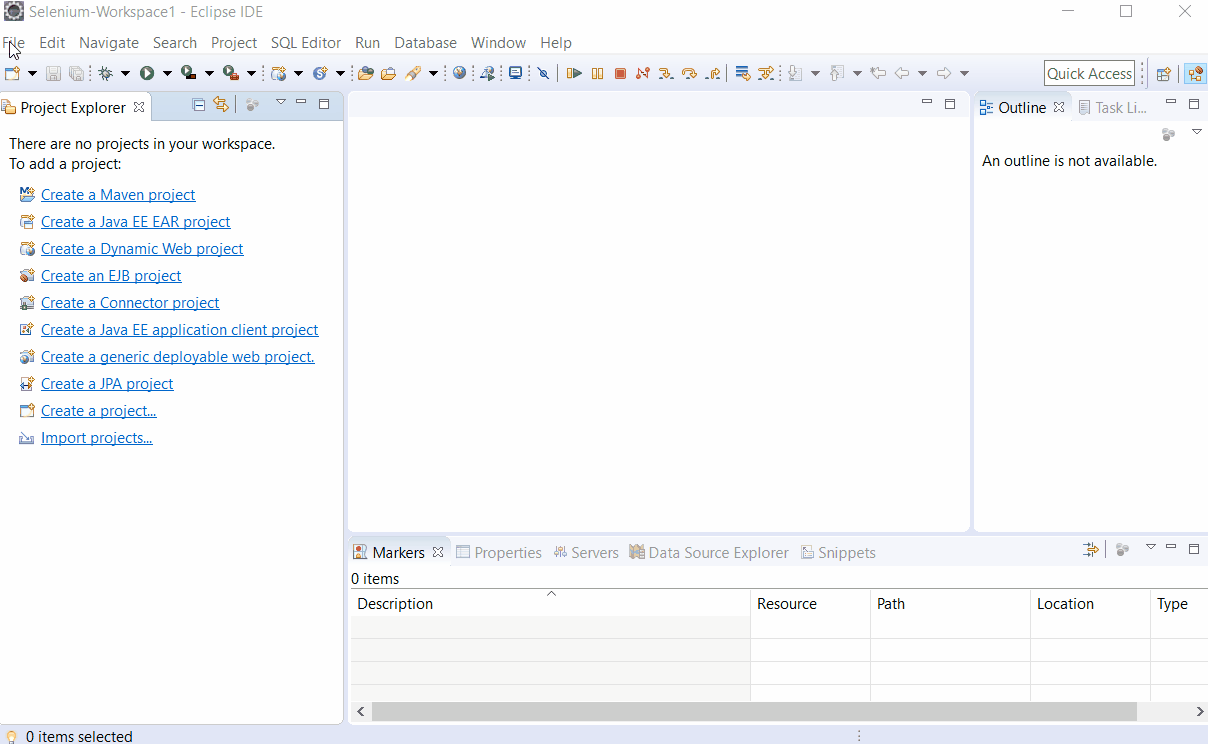 Selenium-Workspace1 - Eclipse IDE
File Edit Navigate Search Project SQL Editor Run Database Window Help
Quick Access
Project Explorer
There are no projects in your workspace.
To add a project:
Create a Maven project
Create a Java EE EAR project
Create a Dynamic Web project
Create an EJB project
Create a Connector project
Create a Java EE application client project
Create a generic deployable web project.
Create a JPA project
Create a project...
Import projects...
Outline Task Li...
An outline is not available.
Markers Properties Servers Data Source Explorer Snippets
0 items
Description Resource Path Location Type
0 items selected